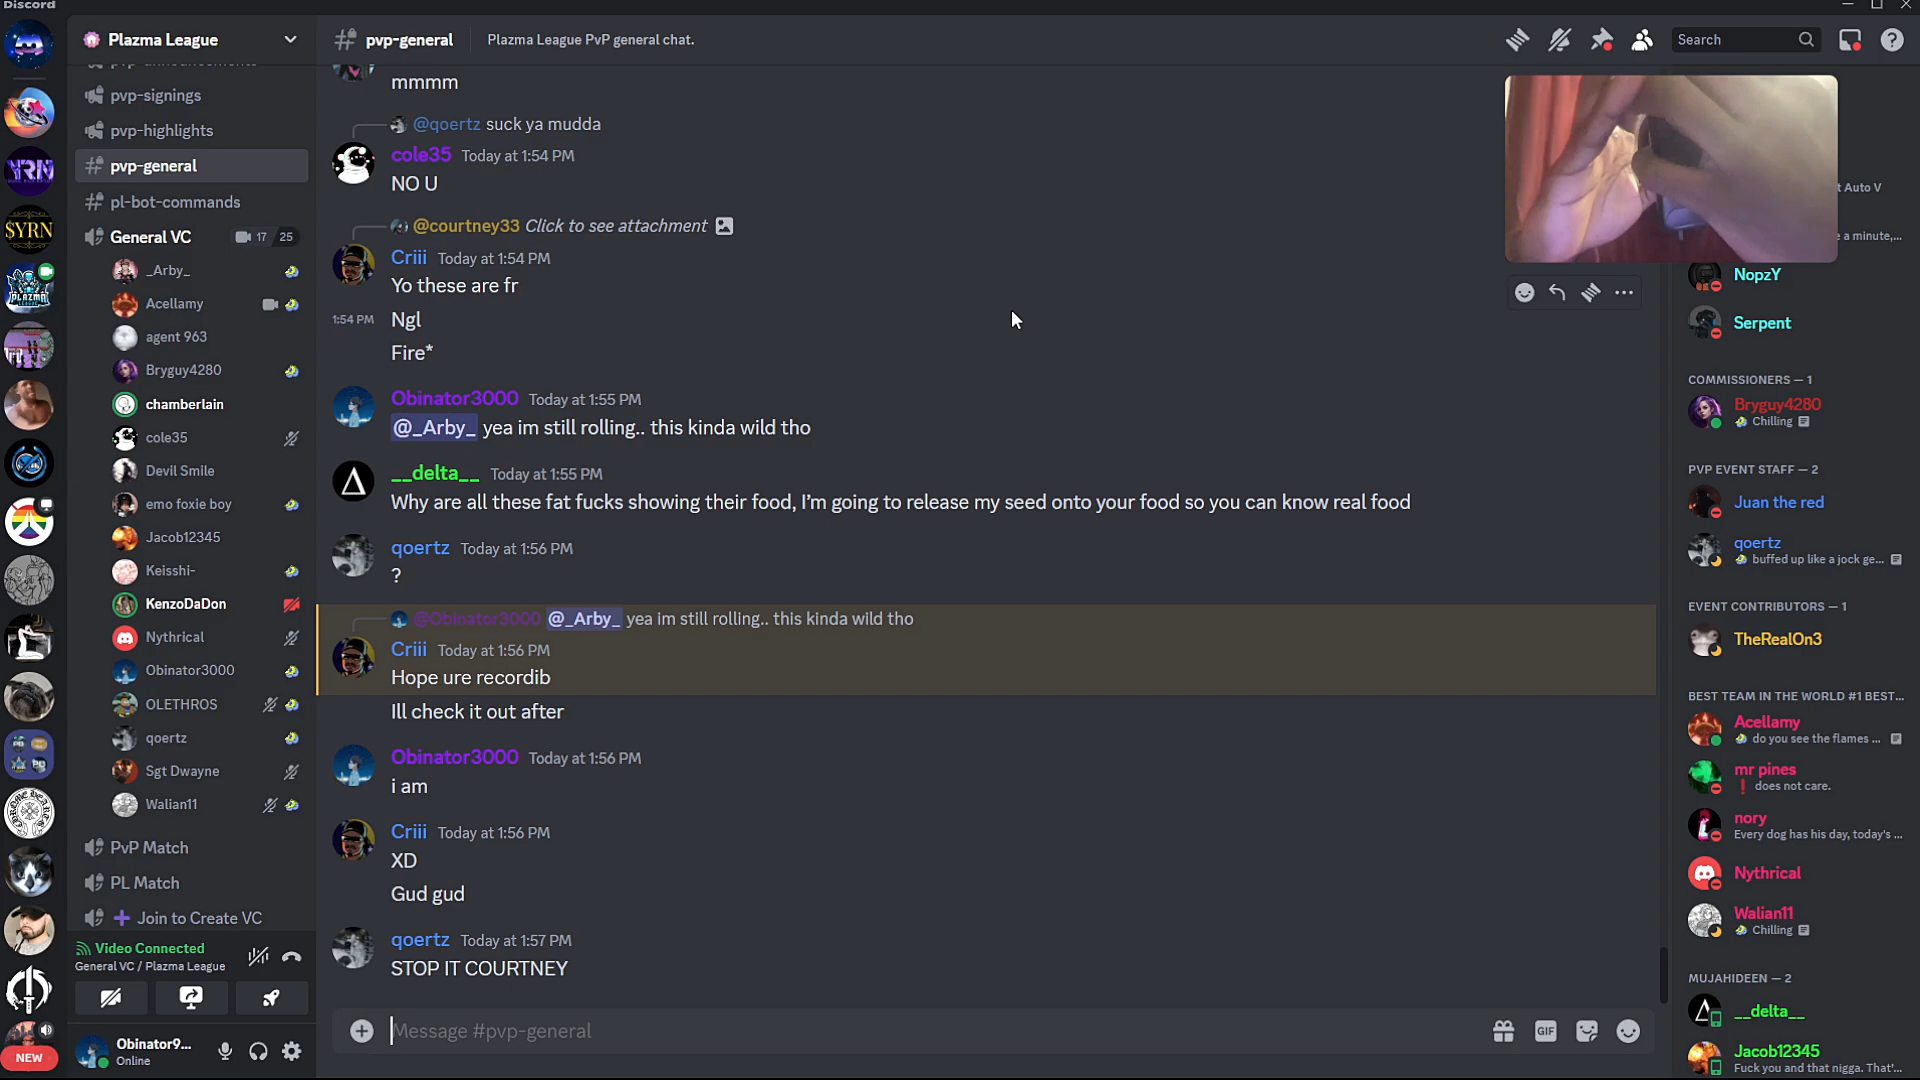 Discord
Plazma League
pvp-announcements
pvp-signings
pvp-highlights
pvp-general
pl-bot-commands
General VC
17 25
_Arby_
Acellamy
agent 963
Bryguy4280
chamberlain
cole35
Devil Smile
emo foxie boy
Jacob12345
Keisshi-
KenzoDaDon
Nythrical
Obinator3000
OLETHROS
qoertz
Sgt Dwayne
Walian11
PvP Match
PL Match
Join to Create VC
Video Connected
General VC / Plazma League
Obinator9...
Online
YRN
$YRN
PLAZMA
NEW
pvp-general
Plazma League PvP general chat.
Search
mmmm
@qoertz suck ya mudda
cole35 Today at 1:54 PM
NO U
@courtney33 Click to see attachment
Criii Today at 1:54 PM
Yo these are fr
1:54 PM Ngl
Fire*
Obinator3000 Today at 1:55 PM
@_Arby_ yea im still rolling.. this kinda wild tho
__delta__ Today at 1:55 PM
Why are all these fat fucks showing their food, I'm going to release my seed onto your food so you can know real food
qoertz Today at 1:56 PM
?
@Obinator3000 @_Arby_ yea im still rolling.. this kinda wild tho
Criii Today at 1:56 PM
Hope ure recordib
Ill check it out after
Obinator3000 Today at 1:56 PM
i am
Criii Today at 1:56 PM
XD
Gud gud
qoertz Today at 1:57 PM
STOP IT COURTNEY
Message #pvp-general
GIF
t Auto V
e a minute,...
NopzY
Serpent
COMMISSIONERS — 1
Bryguy4280
Chilling
PVP EVENT STAFF — 2
Juan the red
qoertz
buffed up like a jock ge...
EVENT CONTRIBUTORS — 1
TheRealOn3
BEST TEAM IN THE WORLD #1 BEST...
Acellamy
do you see the flames ...
mr pines
does not care.
nory
Every dog has his day, today's ...
Nythrical
Walian11
Chilling
MUJAHIDEEN — 2
__delta__
Jacob12345
Fuck you and that nigga. That'...